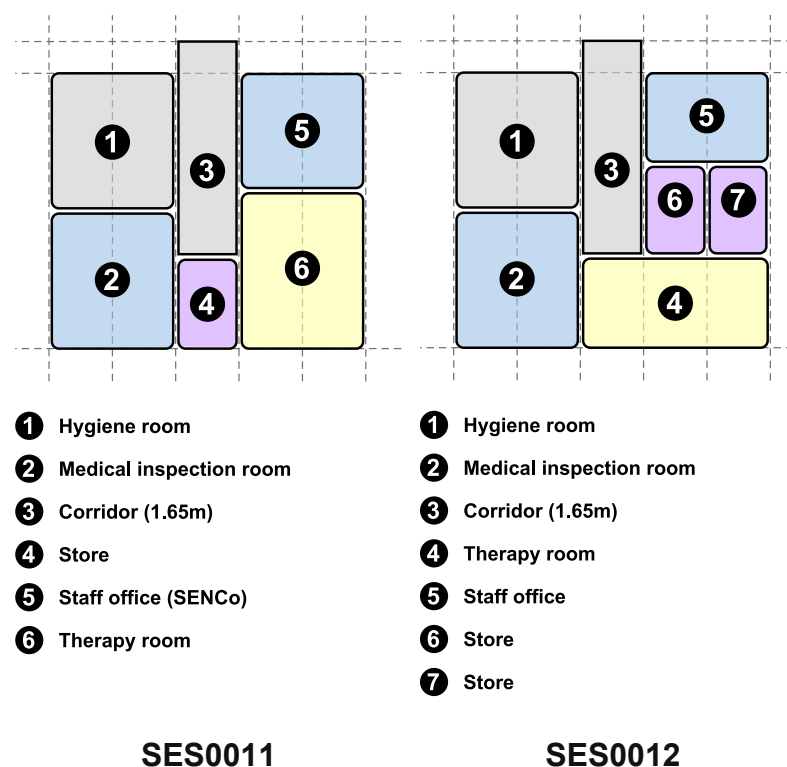 1
2
3
4
5
6
1
2
3
4
5
6
7
1 Hygiene room
2 Medical inspection room
3 Corridor (1.65m)
4 Store
5 Staff office (SENCo)
6 Therapy room
SES0011
1 Hygiene room
2 Medical inspection room
3 Corridor (1.65m)
4 Therapy room
5 Staff office
6 Store
7 Store
SES0012